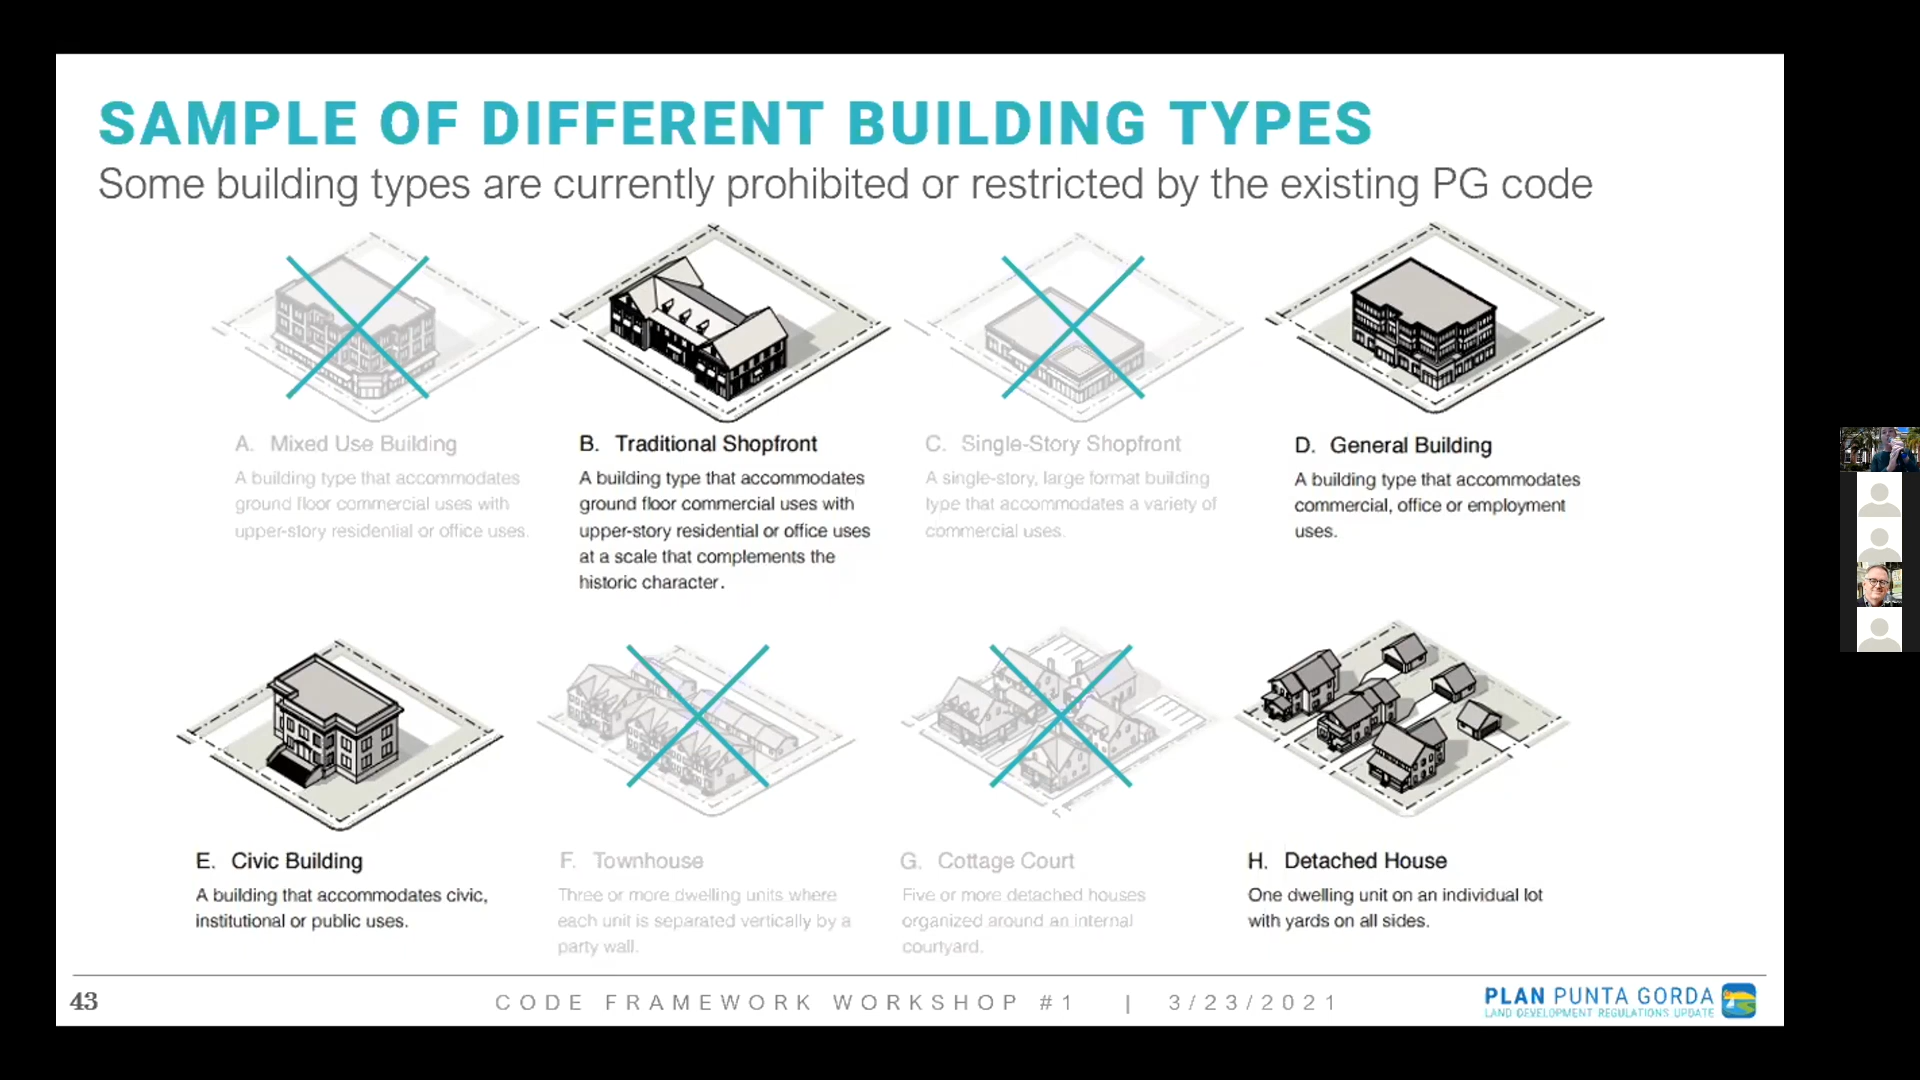 SAMPLE OF DIFFERENT BUILDING TYPES
Some building types are currently prohibited or restricted by the existing PG code
A. Mixed Use Building
A building type that accommodates
ground floor commercial uses with
upper-story residential or office uses.
B. Traditional Shopfront
A building type that accommodates
ground floor commercial uses with
upper-story residential or office uses
at a scale that complements the
historic character.
C. Single-Story Shopfront
A single-story, large format building
type that accommodates a variety of
commercial uses.
D. General Building
A building type that accommodates
commercial, office or employment
uses.
E. Civic Building
A building that accommodates civic,
institutional or public uses.
F. Townhouse
Three or more dwelling units where
each unit is separated vertically by a
party wall.
G. Cottage Court
Five or more detached houses
organized around an internal
courtyard.
H. Detached House
One dwelling unit on an individual lot
with yards on all sides.
43
CODE FRAMEWORK WORKSHOP #1 | 3/23/2021
PLAN PUNTA GORDA
LAND DEVELOPMENT REGULATIONS UPDATE